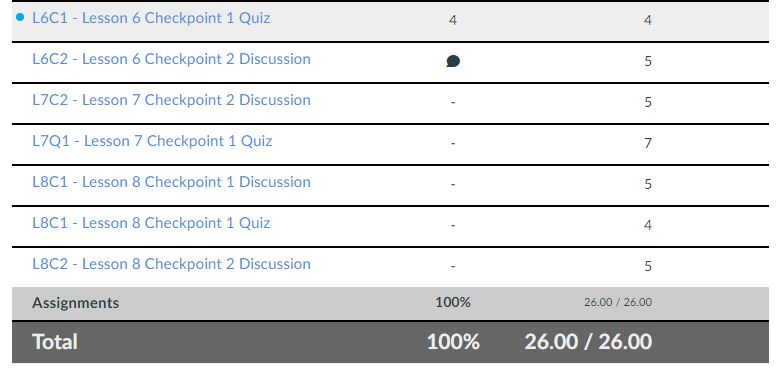 L6C1 - Lesson 6 Checkpoint 1 Quiz 4 4
L6C2 - Lesson 6 Checkpoint 2 Discussion 5
L7C2 - Lesson 7 Checkpoint 2 Discussion - 5
L7Q1 - Lesson 7 Checkpoint 1 Quiz - 7
L8C1 - Lesson 8 Checkpoint 1 Discussion - 5
L8C1 - Lesson 8 Checkpoint 1 Quiz - 4
L8C2 - Lesson 8 Checkpoint 2 Discussion - 5
Assignments 100% 26.00 / 26.00
Total 100% 26.00 / 26.00